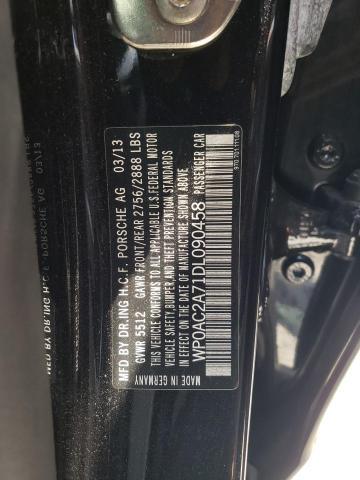 MFD BY DR.ING H.C.F. PORSCHE AG 03/13
GVWR 5512 GAWR FRONT/REAR 2756/2888 LBS
THIS VEHICLE CONFORMS TO ALL APPLICABLE U.S.FEDERAL MOTOR
VEHICLE SAFETY,BUMPER,AND THEFT PREVENTION STANDARDS
IN EFFECT ON THE DATE OF MANUFACTURE SHOWN ABOVE
WP0AC2A71DL090458 PASSENGER CAR
MADE IN GERMANY